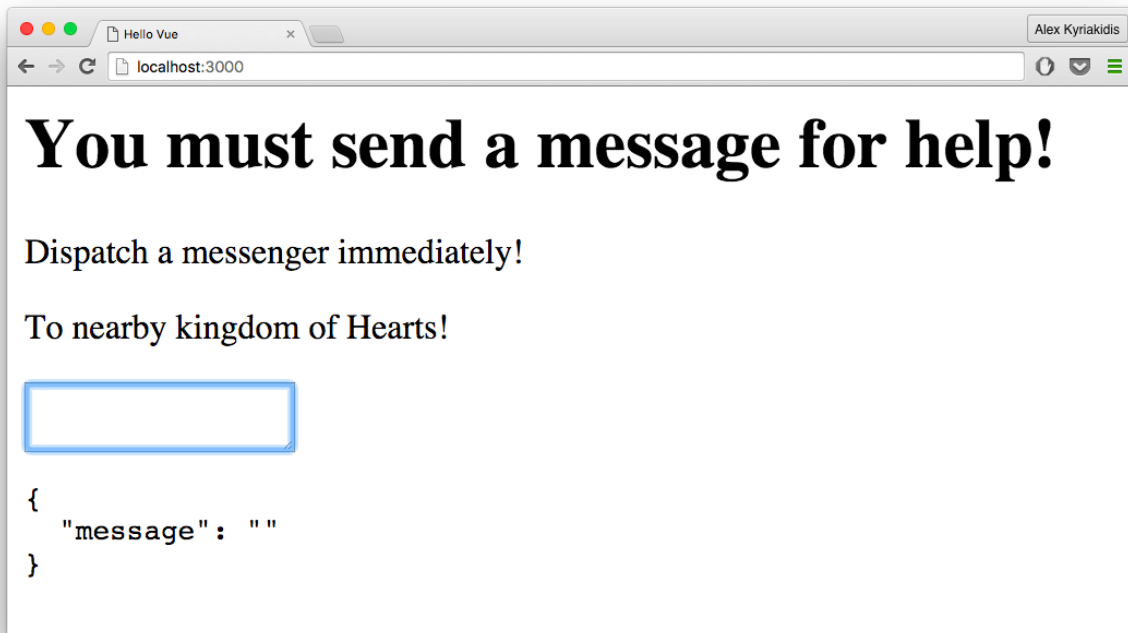 Hello Vue
Alex Kyriakidis
localhost:3000
You must send a message for help!
Dispatch a messenger immediately!
To nearby kingdom of Hearts!
{
  "message": ""
}